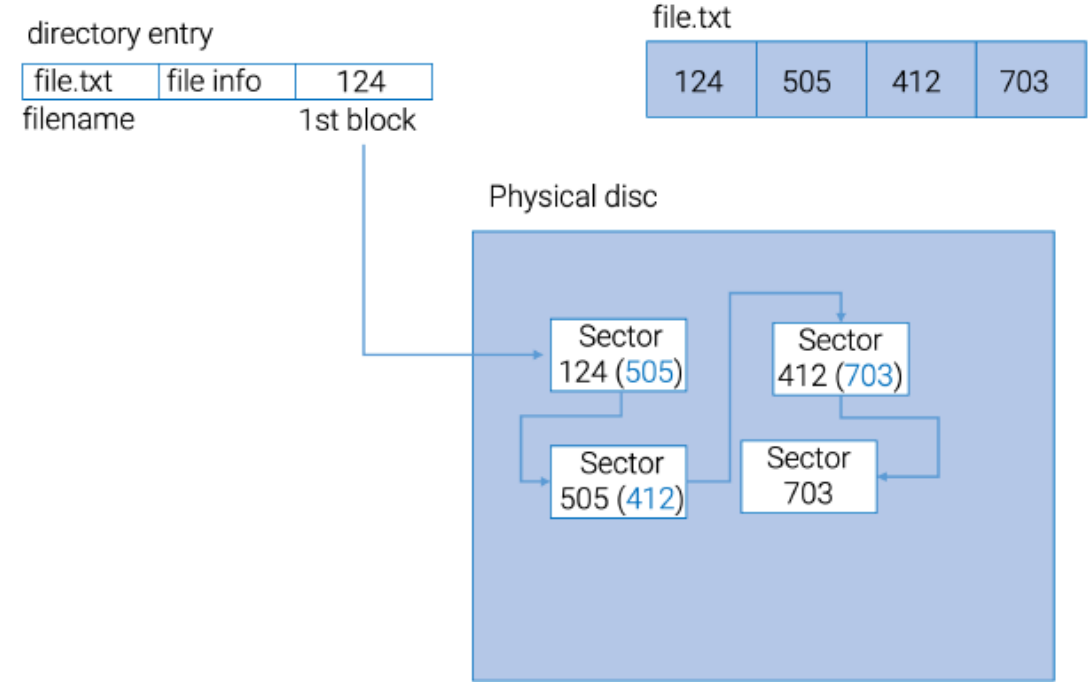 directory entry
file.txt file info 124
filename 1st block
file.txt
124 505 412 703
Physical disc
Sector
124 (505)
Sector
412 (703)
Sector
505 (412)
Sector
703